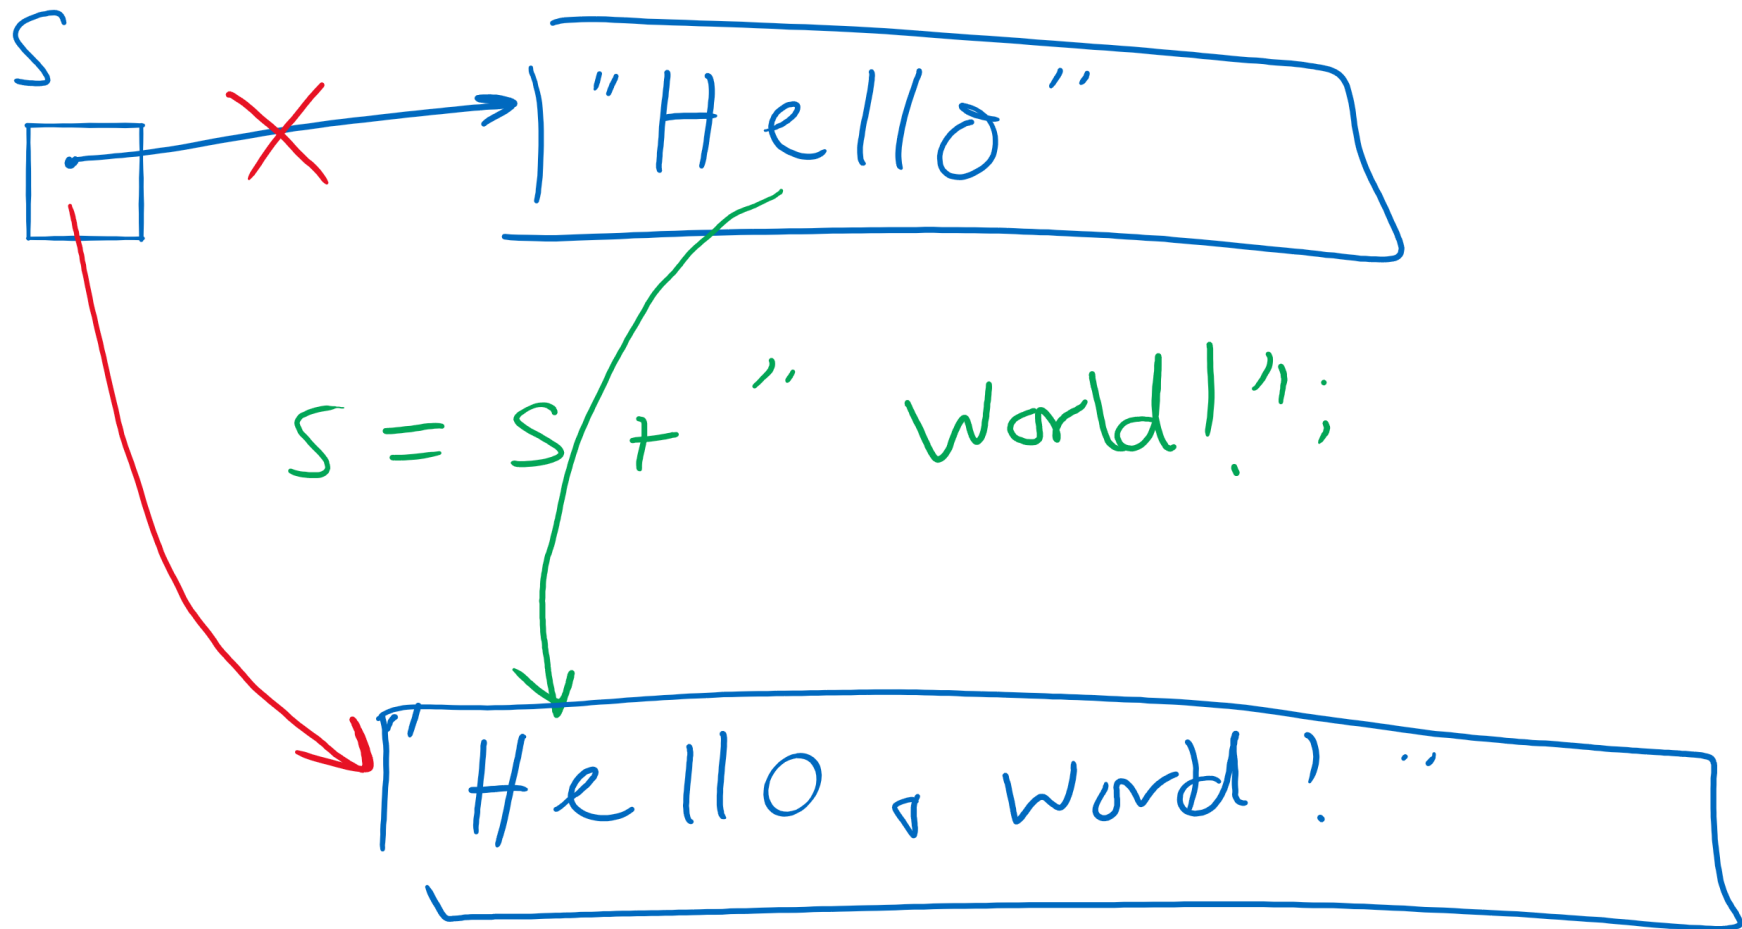 S
"Hello"
S = S + " world!";
"Hello, world!"